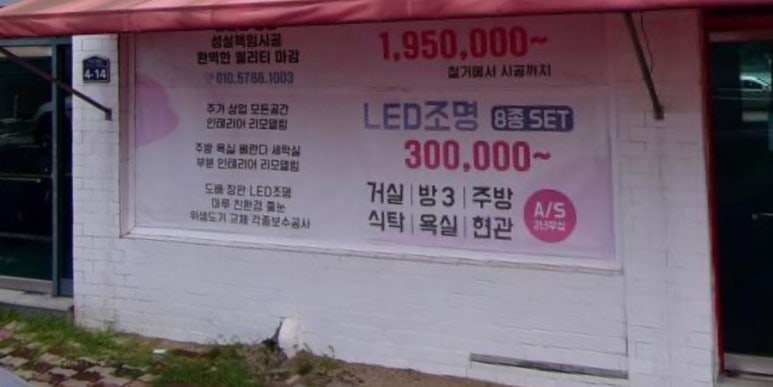 4-14
성실책임시공
완벽한 퀄리티 마감
010.5788.1003
주거 상업 모든공간
인테리어 리모델링
주방 욕실 베란다 세탁실
부분 인테리어 리모델링
도배 장판 LED조명
마루 친환경 줄눈
위생도기 교체 각종보수공사
1,950,000~
철거에서 시공까지
LED조명 8종 SET
300,000~
거실 | 방3 | 주방
식탁 | 욕실 | 현관
A/S